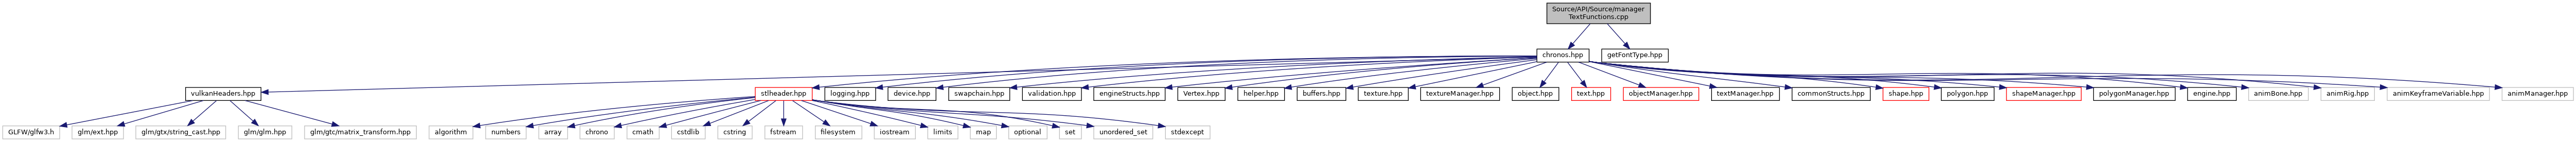 Source/API/Source/manager
TextFunctions.cpp
chronos.hpp
getFontType.hpp
vulkanHeaders.hpp
stlheader.hpp
logging.hpp
device.hpp
swapchain.hpp
validation.hpp
engineStructs.hpp
Vertex.hpp
helper.hpp
buffers.hpp
texture.hpp
textureManager.hpp
object.hpp
text.hpp
objectManager.hpp
textManager.hpp
commonStructs.hpp
shape.hpp
polygon.hpp
shapeManager.hpp
polygonManager.hpp
engine.hpp
animBone.hpp
animRig.hpp
animKeyframeVariable.hpp
animManager.hpp
GLFW/glfw3.h
glm/ext.hpp
glm/gtx/string_cast.hpp
glm/glm.hpp
glm/gtc/matrix_transform.hpp
algorithm
numbers
array
chrono
cmath
cstdlib
cstring
fstream
filesystem
iostream
limits
map
optional
set
unordered_set
stdexcept